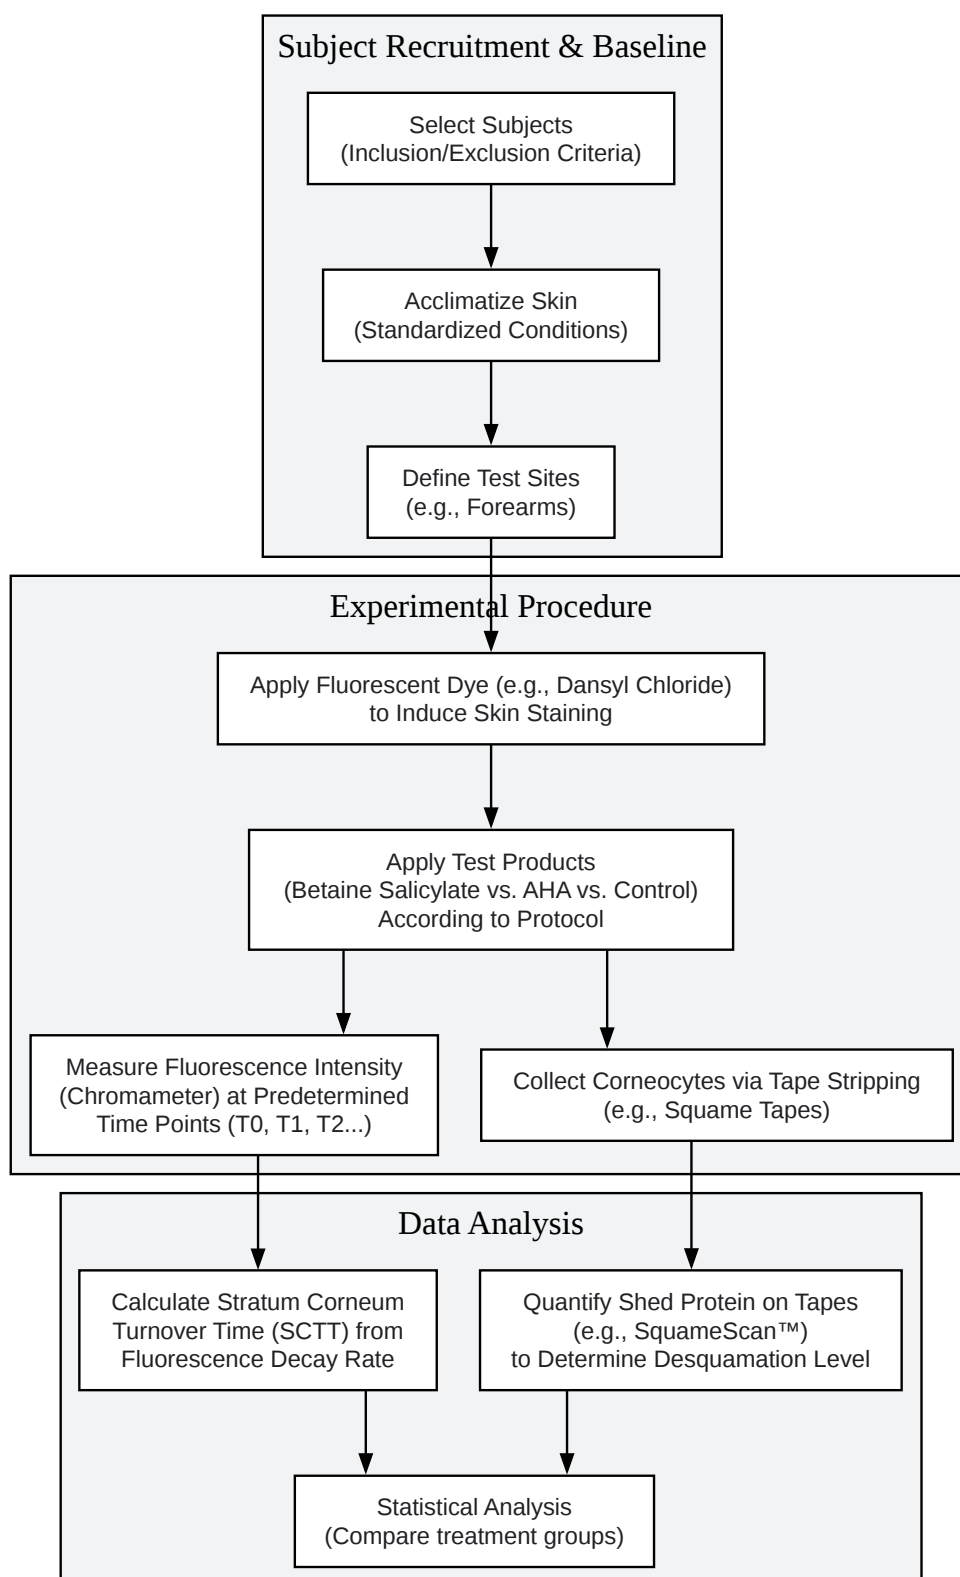 Subject Recruitment & Baseline
Select Subjects
(Inclusion/Exclusion Criteria)
Acclimatize Skin
(Standardized Conditions)
Define Test Sites
(e.g., Forearms)
Experimental Procedure
Apply Fluorescent Dye (e.g., Dansyl Chloride)
to Induce Skin Staining
Apply Test Products
(Betaine Salicylate vs. AHA vs. Control)
According to Protocol
Measure Fluorescence Intensity
(Chromameter) at Predetermined
Time Points (T0, T1, T2...)
Collect Corneocytes via Tape Stripping
(e.g., Squame Tapes)
Data Analysis
Calculate Stratum Corneum
Turnover Time (SCTT) from
Fluorescence Decay Rate
Quantify Shed Protein on Tapes
(e.g., SquameScan™)
to Determine Desquamation Level
Statistical Analysis
(Compare treatment groups)